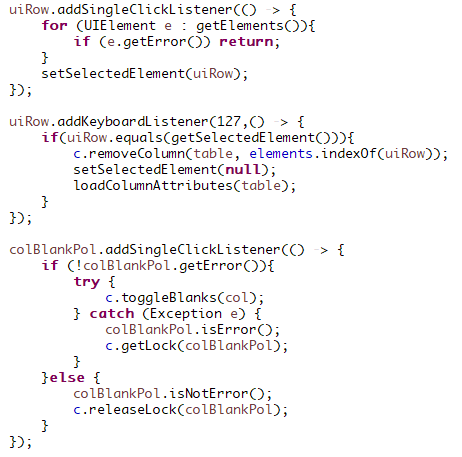 uiRow.addSingleClickListener(() -> {
    for (UIElement e : getElements()){
        if (e.getError()) return;
    }
    setSelectedElement(uiRow);
});

uiRow.addKeyboardListener(127,() -> {
    if(uiRow.equals(getSelectedElement())){
        c.removeColumn(table, elements.indexOf(uiRow));
        setSelectedElement(null);
        loadColumnAttributes(table);
    }
});

colBlankPol.addSingleClickListener(() -> {
    if (!colBlankPol.getError()){
        try {
            c.toggleBlanks(col);
        } catch (Exception e) {
            colBlankPol.isError();
            c.getLock(colBlankPol);
        }
    }else {
        colBlankPol.isNotError();
        c.releaseLock(colBlankPol);
    }
});